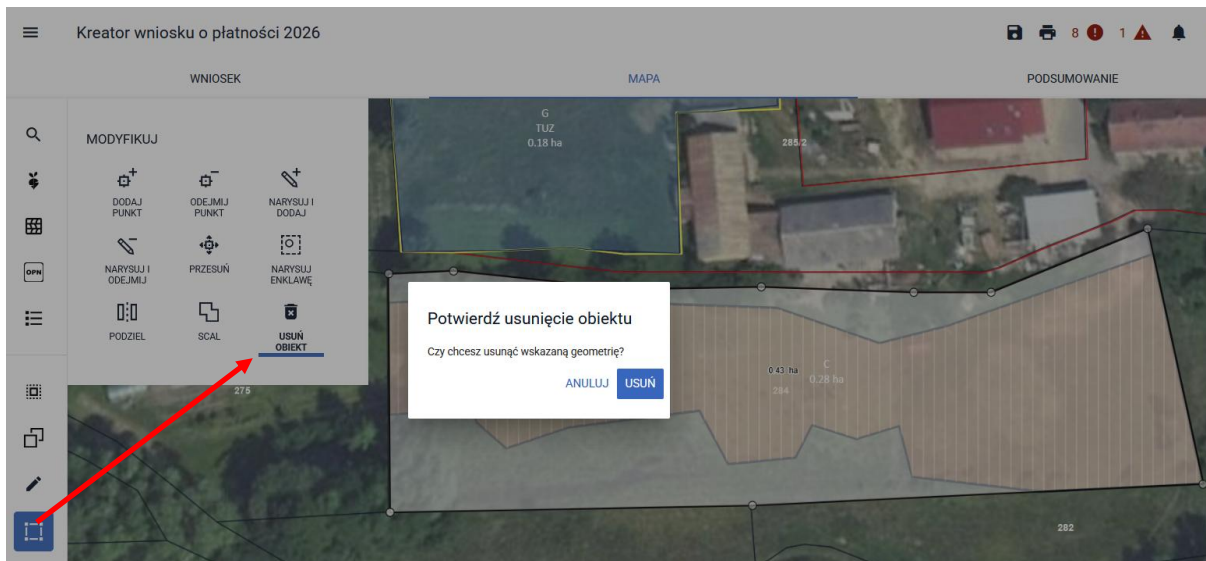 Kreator wniosku o płatności 2026
8
1
WNIOSEK
MAPA
PODSUMOWANIE
MODYFIKUJ
DODAJ
PUNKT
ODEJMIJ
PUNKT
NARYSUJ I
DODAJ
NARYSUJ I
ODEJMIJ
PRZESUŃ
NARYSUJ
ENKLAWĘ
PODZIEL
SCAL
USUŃ
OBIEKT
OPN
G
TUZ
0.18 ha
285/2
Potwierdź usunięcie obiektu
Czy chcesz usunąć wskazaną geometrię?
ANULUJ
USUŃ
275
0.43 ha
C
0.28 ha
284
282